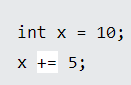 int x = 10;
x += 5;